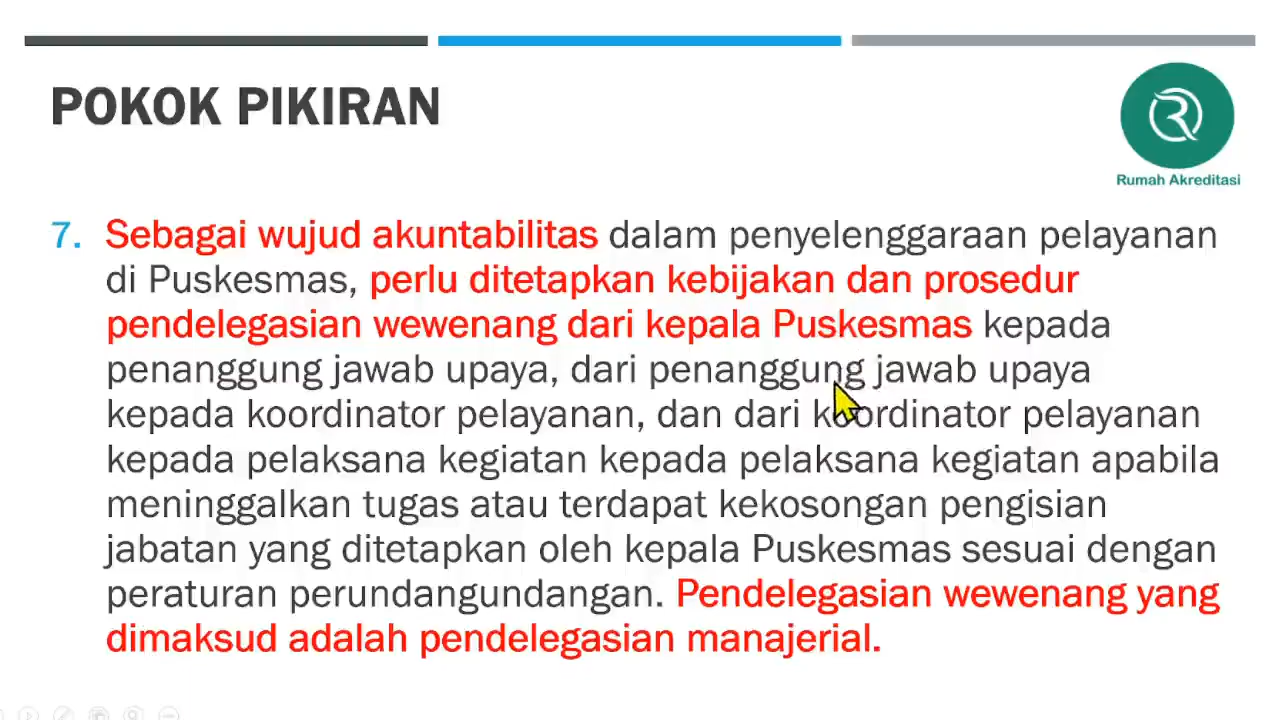 POKOK PIKIRAN
Rumah Akreditasi
7. Sebagai wujud akuntabilitas dalam penyelenggaraan pelayanan
di Puskesmas, perlu ditetapkan kebijakan dan prosedur
pendelegasian wewenang dari kepala Puskesmas kepada
penanggung jawab upaya, dari penanggung jawab upaya
kepada koordinator pelayanan, dan dari koordinator pelayanan
kepada pelaksana kegiatan kepada pelaksana kegiatan apabila
meninggalkan tugas atau terdapat kekosongan pengisian
jabatan yang ditetapkan oleh kepala Puskesmas sesuai dengan
peraturan perundangundangan. Pendelegasian wewenang yang
dimaksud adalah pendelegasian manajerial.